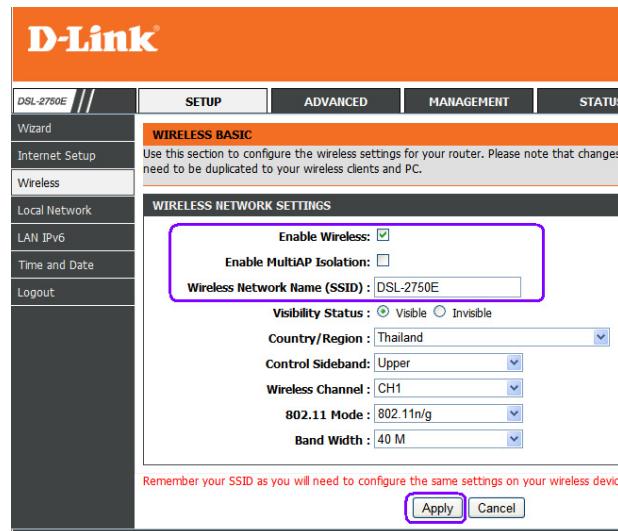 D-Link
DSL-2750E
SETUP ADVANCED MANAGEMENT STATUS
Wizard
Internet Setup
Wireless
Local Network
LAN IPv6
Time and Date
Logout
WIRELESS BASIC
Use this section to configure the wireless settings for your router. Please note that changes
need to be duplicated to your wireless clients and PC.
WIRELESS NETWORK SETTINGS
Enable Wireless:
Enable MultiAP Isolation:
Wireless Network Name (SSID) : DSL-2750E
Visibility Status : Visible Invisible
Country/Region : Thailand
Control Sideband: Upper
Wireless Channel : CH1
802.11 Mode : 802.11n/g
Band Width : 40 M
Remember your SSID as you will need to configure the same settings on your wireless devic
Apply Cancel